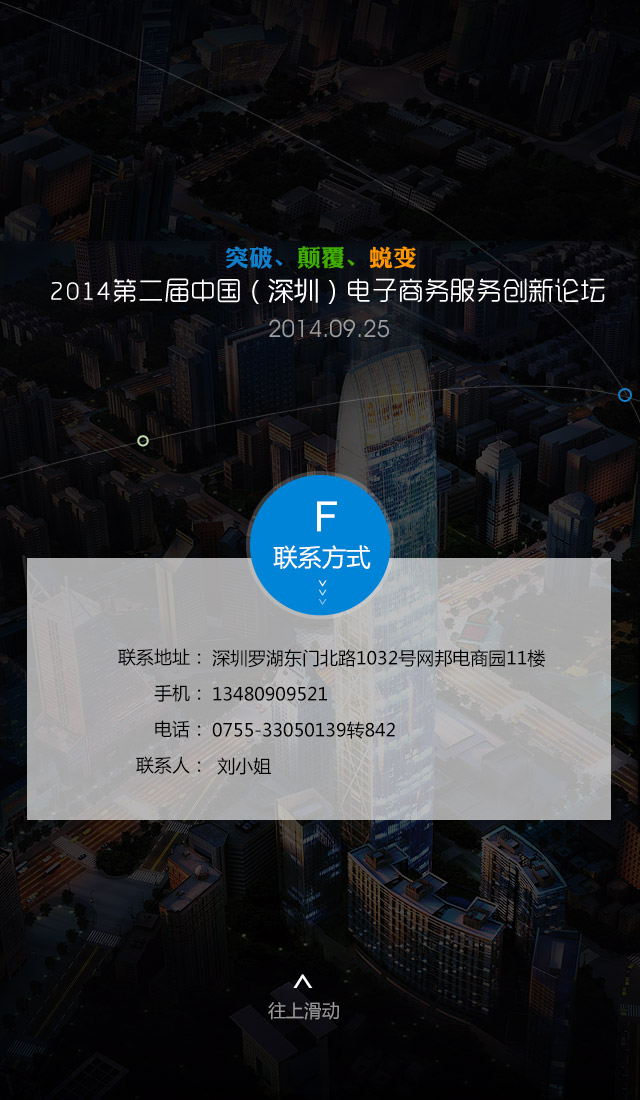 突破、颠覆、蜕变
2014第二届中国（深圳）电子商务服务创新论坛
2014.09.25
F
联系方式
联系地址： 深圳罗湖东门北路1032号网邦电商园11楼
手机： 13480909521
电话： 0755-33050139转842
联系人： 刘小姐
往上滑动